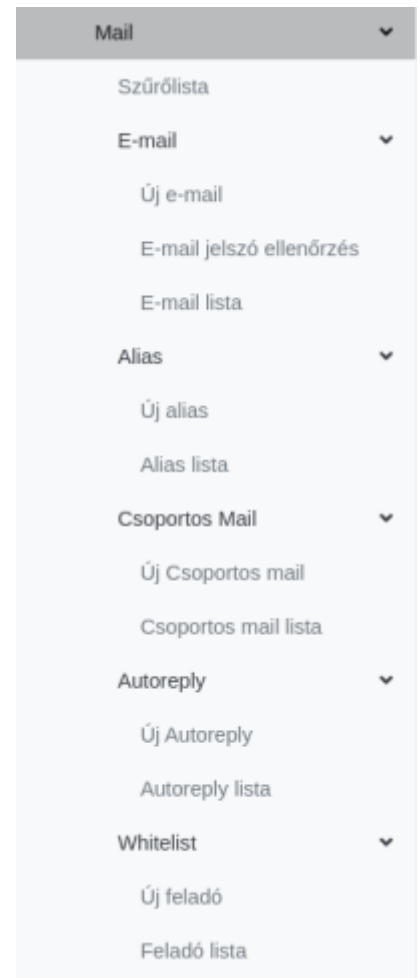 Mail
Szűrőlista
E-mail
Új e-mail
E-mail jelszó ellenőrzés
E-mail lista
Alias
Új alias
Alias lista
Csoportos Mail
Új Csoportos mail
Csoportos mail lista
Autoreply
Új Autoreply
Autoreply lista
Whitelist
Új feladó
Feladó lista